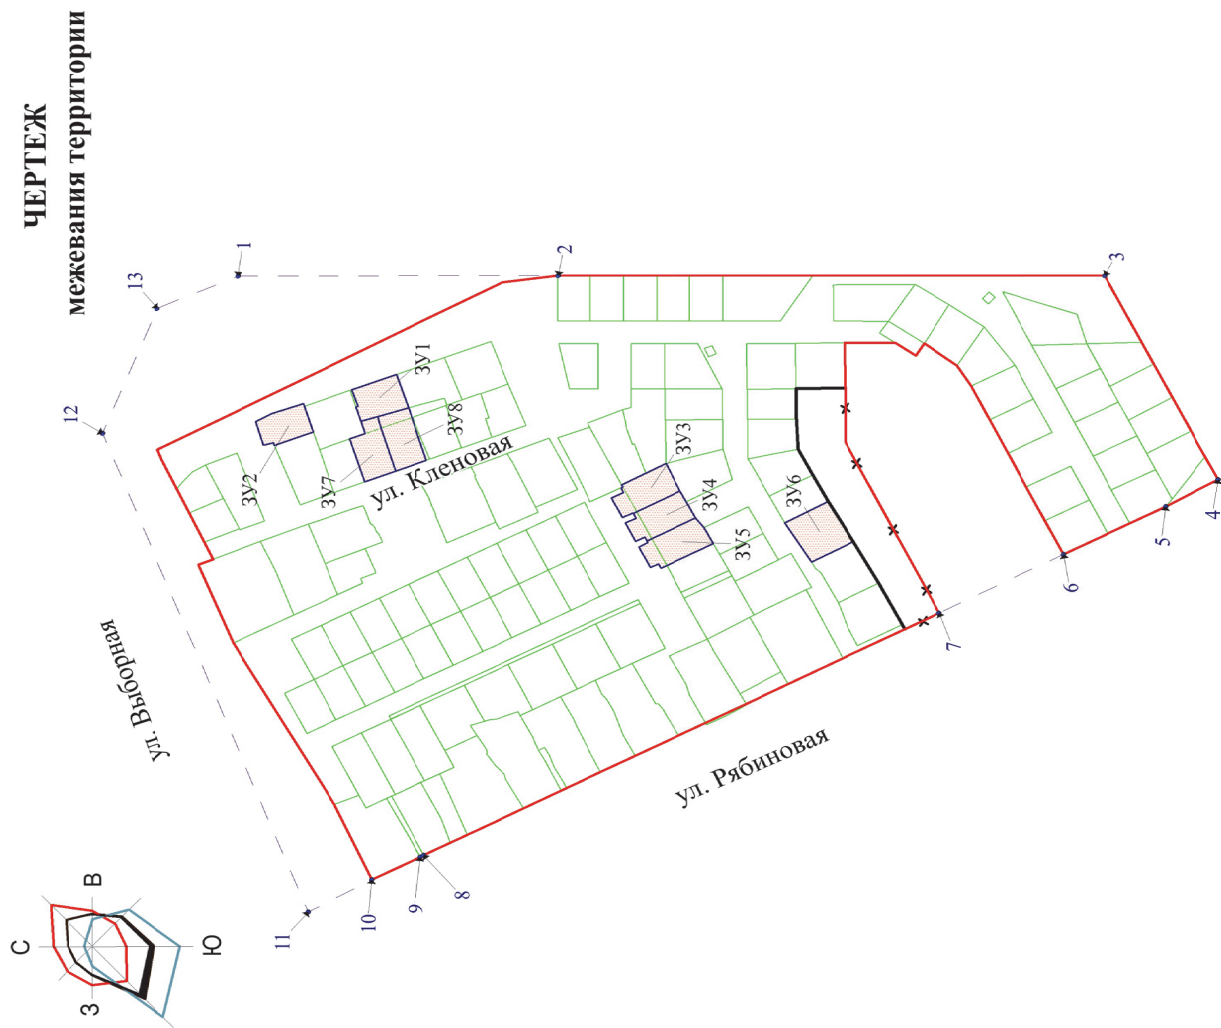 ЧЕРТЕЖ
межевания территории
13
1
12
2
3
ул. Выборная
ЗУ2
ЗУ1
ЗУ7
ЗУ8
ул. Кленовая
ЗУ3
ЗУ4
ЗУ5
ЗУ6
4
5
6
7
ул. Рябиновая
8
9
10
11
С
В
Ю
З